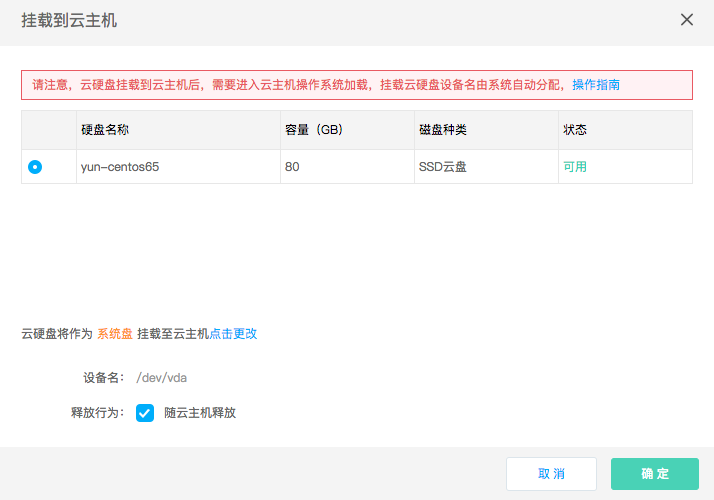 挂载到云主机
请注意，云硬盘挂载到云主机后，需要进入云主机操作系统加载，挂载云硬盘设备名由系统自动分配，操作指南
硬盘名称 容量（GB） 磁盘种类 状态
yun-centos65 80 SSD云盘 可用
云硬盘将作为 系统盘 挂载至云主机点击更改
设备名： /dev/vda
释放行为： 随云主机释放
取消 确定